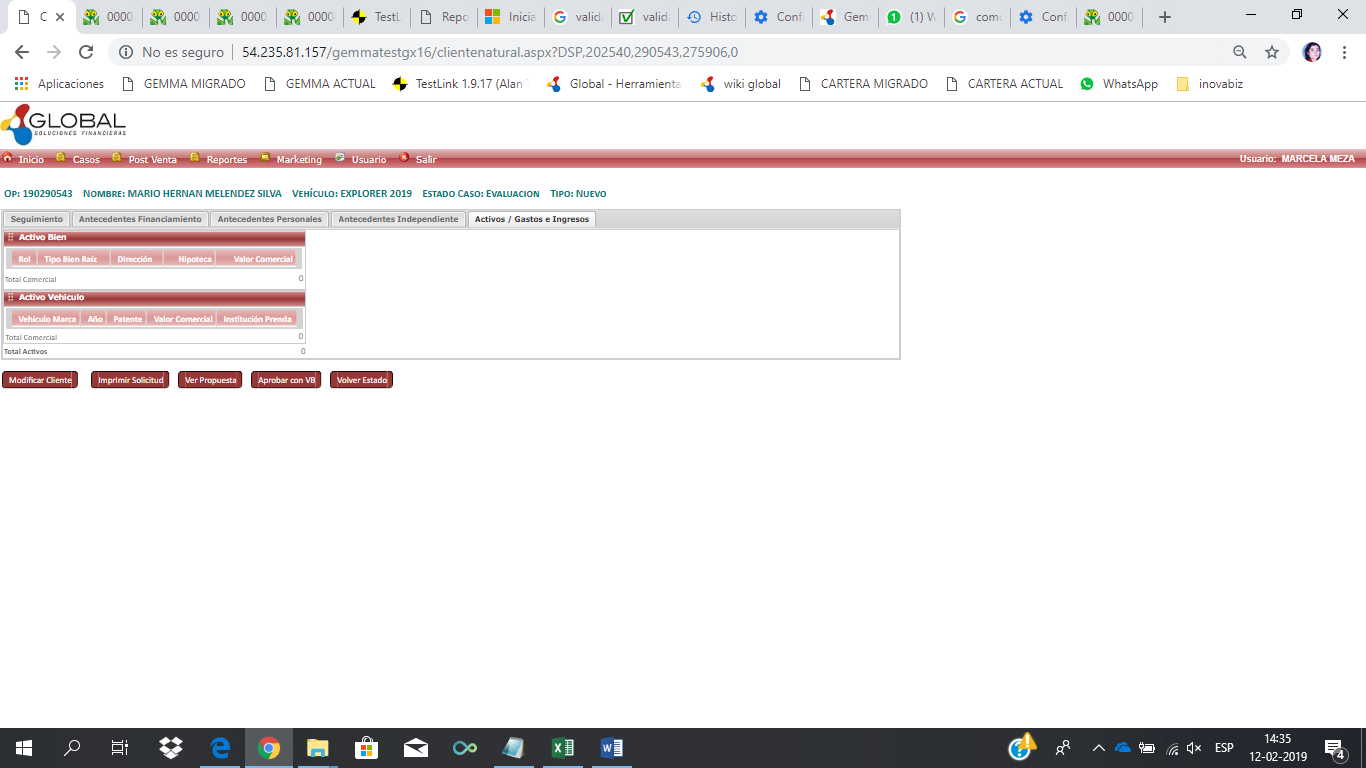 C 0000 0000 0000 0000 TestL Repo Inicia valida valida Histo Conf Gem (1) W como Conf 0000
No es seguro 54.235.81.157/gemmatestgx16/clientenatural.aspx?DSP,202540,290543,275906,0
Aplicaciones GEMMA MIGRADO GEMMA ACTUAL TestLink 1.9.17 (Alan Global - Herramienta wiki global CARTERA MIGRADO CARTERA ACTUAL WhatsApp inovabiz
GLOBAL
SOLUCIONES FINANCIERAS
Inicio Casos Post Venta Reportes Marketing Usuario Salir Usuario: MARCELA MEZA
Op: 190290543 Nombre: MARIO HERNAN MELENDEZ SILVA Vehículo: EXPLORER 2019 Estado Caso: Evaluacion Tipo: Nuevo
Seguimiento Antecedentes Financiamiento Antecedentes Personales Antecedentes Independiente Activos / Gastos e Ingresos
Activo Bien
Rol Tipo Bien Raíz Dirección Hipoteca Valor Comercial
Total Comercial 0
Activo Vehiculo
Vehiculo Marca Año Patente Valor Comercial Institución Prenda
Total Comercial 0
Total Activos 0
Modificar Cliente Imprimir Solicitud Ver Propuesta Aprobar con VB Volver Estado
ESP 14:35
12-02-2019 4